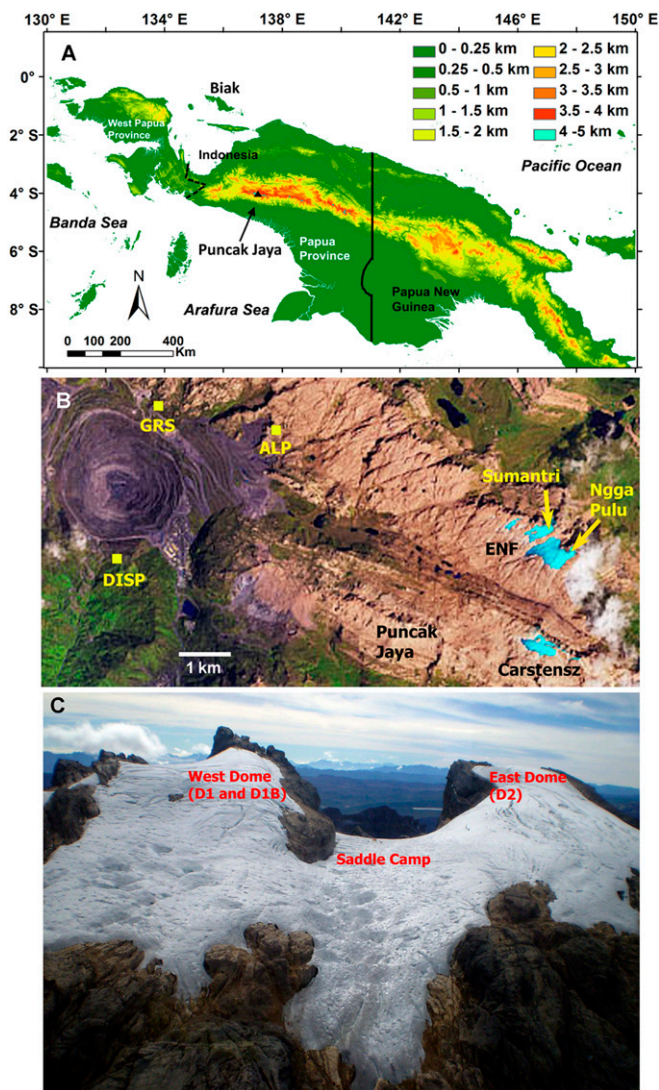 130°E 134°E 138°E 142°E 146°E 150°E
A
0 - 0.25 km
0.25 - 0.5 km
0.5 - 1 km
1 - 1.5 km
1.5 - 2 km
2 - 2.5 km
2.5 - 3 km
3 - 3.5 km
3.5 - 4 km
4 -5 km
0°
2°S
4°S
6°S
8°S
Biak
West Papua
Province
Indonesia
Pacific Ocean
Banda Sea
Puncak Jaya
Papua
Province
N
Arafura Sea
Papua New
Guinea
0 100 200 400
Km
B
GRS
ALP
Sumantri
Ngga
Pulu
ENF
DISP
Puncak
Jaya
1 km
Carstensz
C
West Dome
(D1 and D1B)
East Dome
(D2)
Saddle Camp